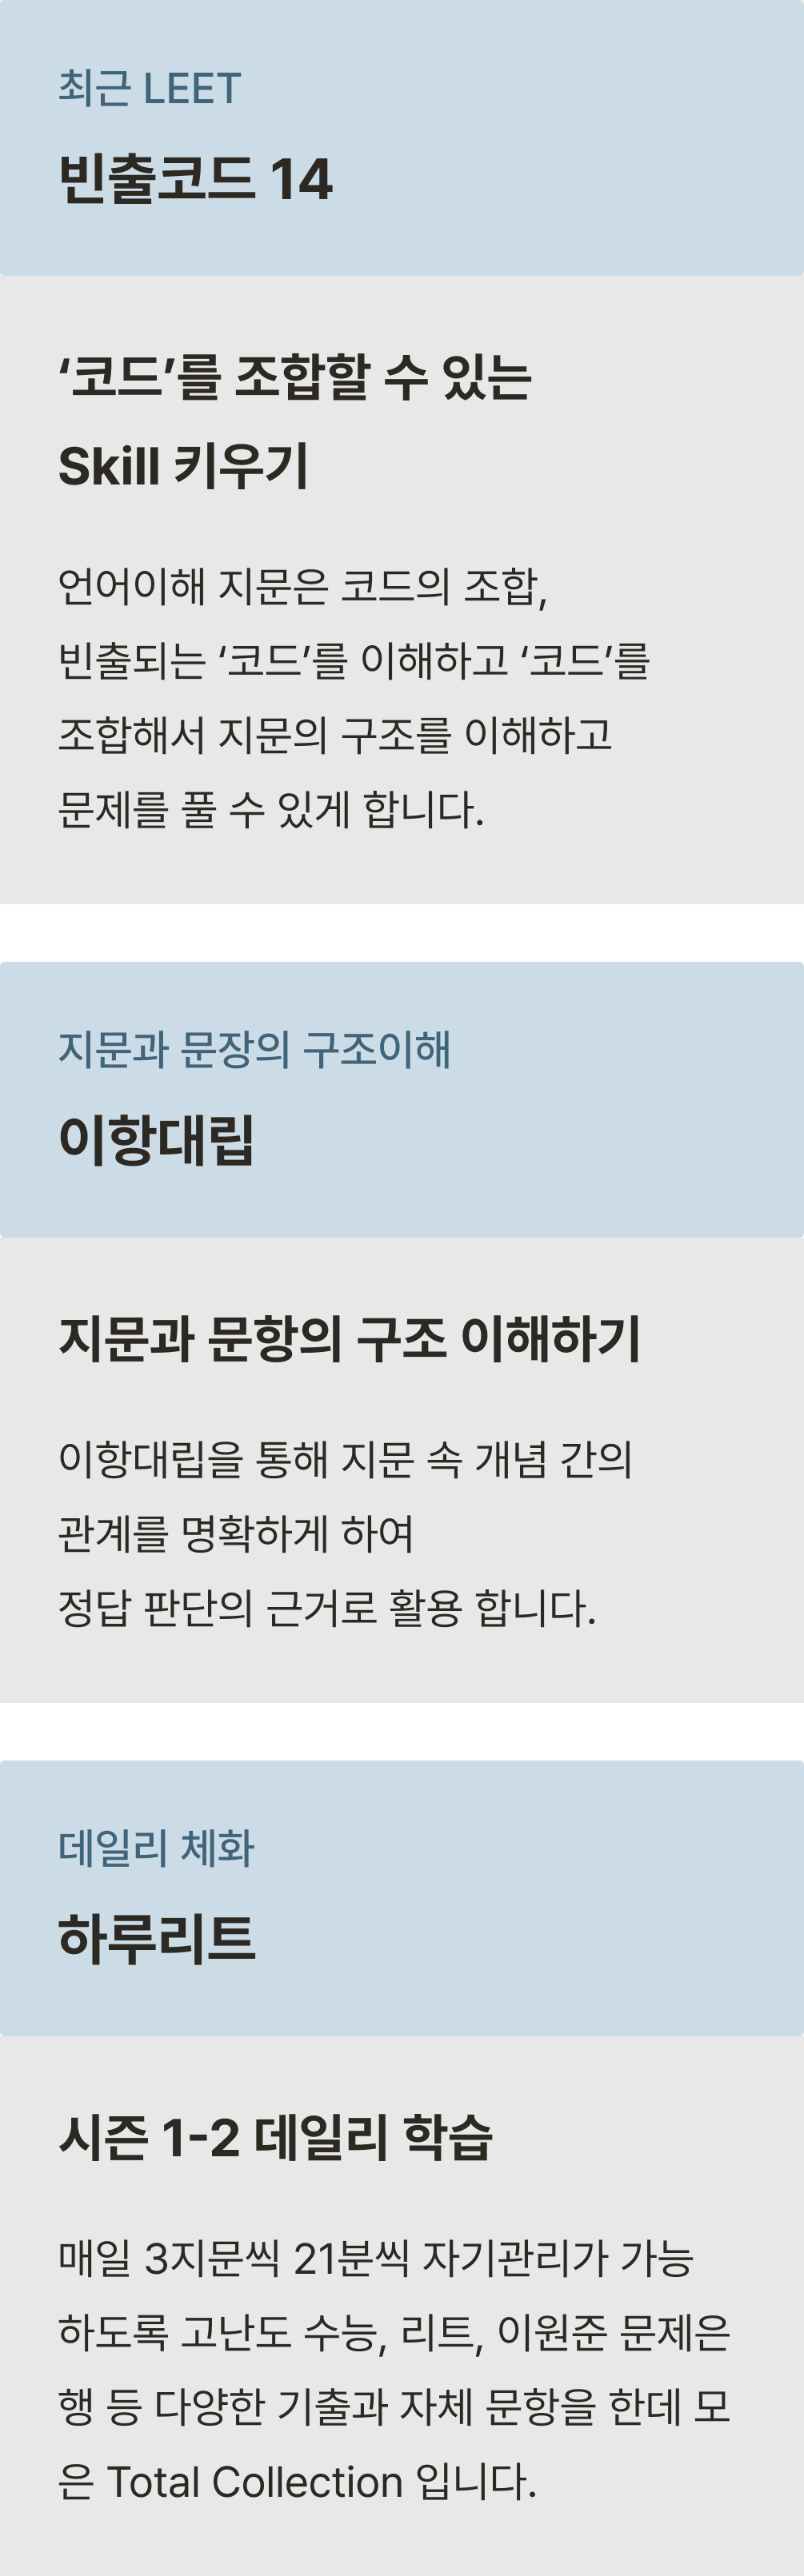 최근 LEET
빈출코드 14
‘코드’를 조합할 수 있는
Skill 키우기
언어이해 지문은 코드의 조합,
빈출되는 ‘코드’를 이해하고 ‘코드’를
조합해서 지문의 구조를 이해하고
문제를 풀 수 있게 합니다.
지문과 문장의 구조이해
이항대립
지문과 문항의 구조 이해하기
이항대립을 통해 지문 속 개념 간의
관계를 명확하게 하여
정답 판단의 근거로 활용 합니다.
데일리 체화
하루리트
시즌 1-2 데일리 학습
매일 3지문씩 21분씩 자기관리가 가능
하도록 고난도 수능, 리트, 이원준 문제은
행 등 다양한 기출과 자체 문항을 한데 모
은 Total Collection 입니다.